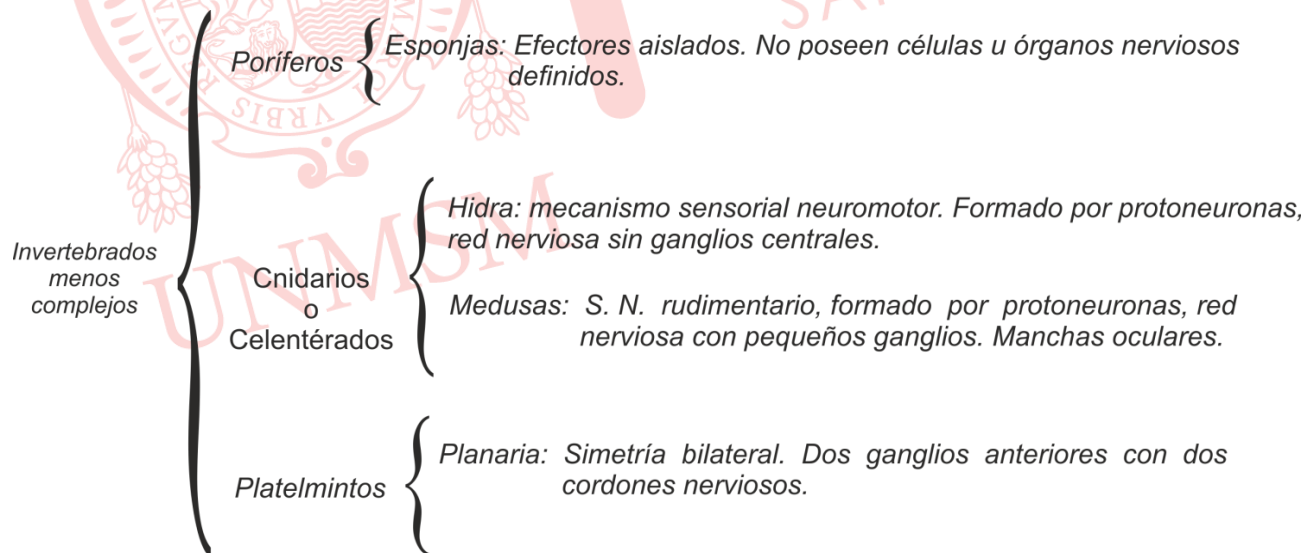 Poríferos
Esponjas: Efectores aislados. No poseen células u órganos nerviosos
definidos.
Invertebrados
menos
complejos
Cnidarios
o
Celentérados
Hidra: mecanismo sensorial neuromotor. Formado por protoneuronas,
red nerviosa sin ganglios centrales.
Medusas: S. N. rudimentario, formado por protoneuronas, red
nerviosa con pequeños ganglios. Manchas oculares.
Platelmintos
Planaria: Simetría bilateral. Dos ganglios anteriores con dos
cordones nerviosos.
UNMSM